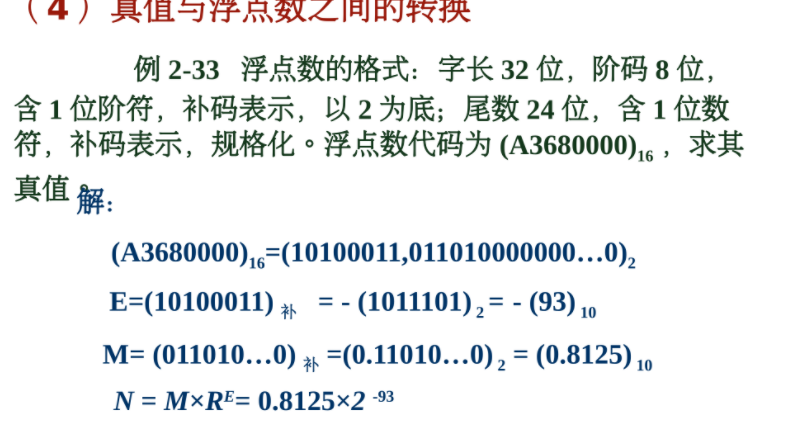 （4）真值与浮点数之间的转换
例 2-33 浮点数的格式：字长 32 位，阶码 8 位，
含 1 位阶符，补码表示，以 2 为底；尾数 24 位，含 1 位数
符，补码表示，规格化。浮点数代码为 (A3680000)₁₆，求其
真值。
解:
(A3680000)₁₆=(10100011,011010000000…0)₂
E=(10100011)补 = - (1011101)₂= - (93)₁₀
M= (011010…0)补 =(0.11010…0)₂ = (0.8125)₁₀
N = M×Rᴱ= 0.8125×2 ⁻⁹³